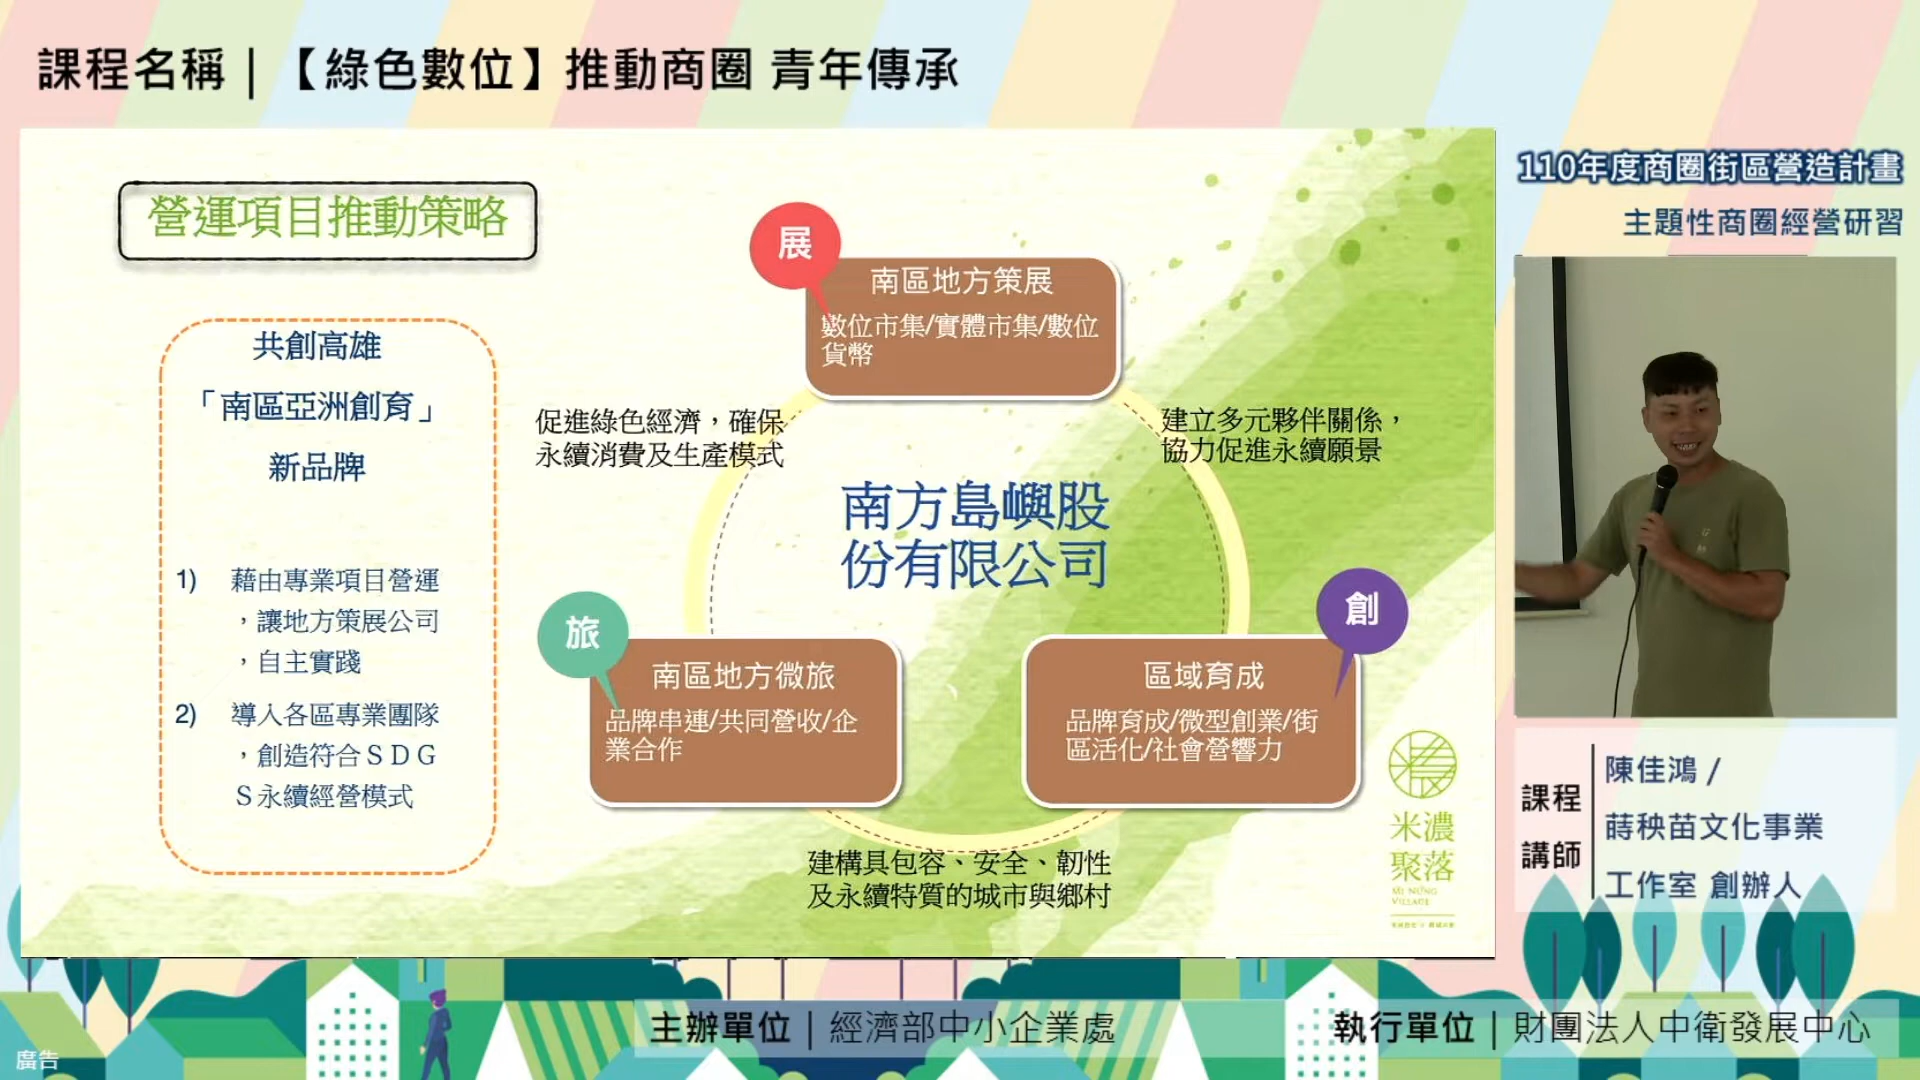 課程名稱｜【綠色數位】推動商圈 青年傳承
110年度商圈街區營造計畫
主題性商圈經營研習
營運項目推動策略
共創高雄
「南區亞洲創育」
新品牌
1) 藉由專業項目營運
，讓地方策展公司
，自主實踐
2) 導入各區專業團隊
，創造符合ＳＤＧ
Ｓ永續經營模式
展
南區地方策展
數位市集/實體市集/數位
貨幣
促進綠色經濟，確保
永續消費及生產模式
建立多元夥伴關係，
協力促進永續願景
南方島嶼股
份有限公司
旅
南區地方微旅
品牌串連/共同營收/企
業合作
創
區域育成
品牌育成/微型創業/街
區活化/社會營響力
建構具包容、安全、韌性
及永續特質的城市與鄉村
米濃
聚落
MI NUNG
VILLAGE
課程
講師
陳佳鴻 /
蒔秧苗文化事業
工作室 創辦人
主辦單位｜經濟部中小企業處
執行單位｜財團法人中衛發展中心
廣告